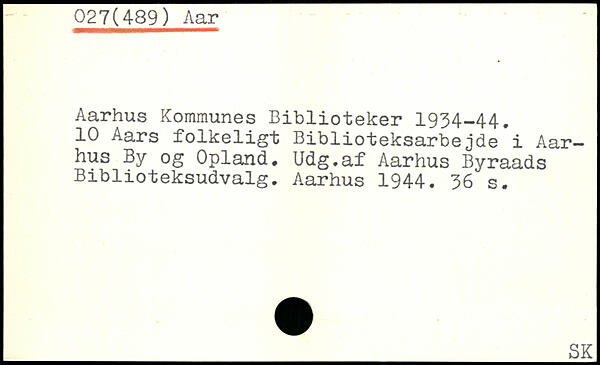 027(489) Aar
Aarhus Kommunes Biblioteker 1934-44.
10 Aars folkeligt Biblioteksarbejde i Aar-
hus By og Opland. Udg.af Aarhus Byraads
Biblioteksudvalg. Aarhus 1944. 36 s.
SK